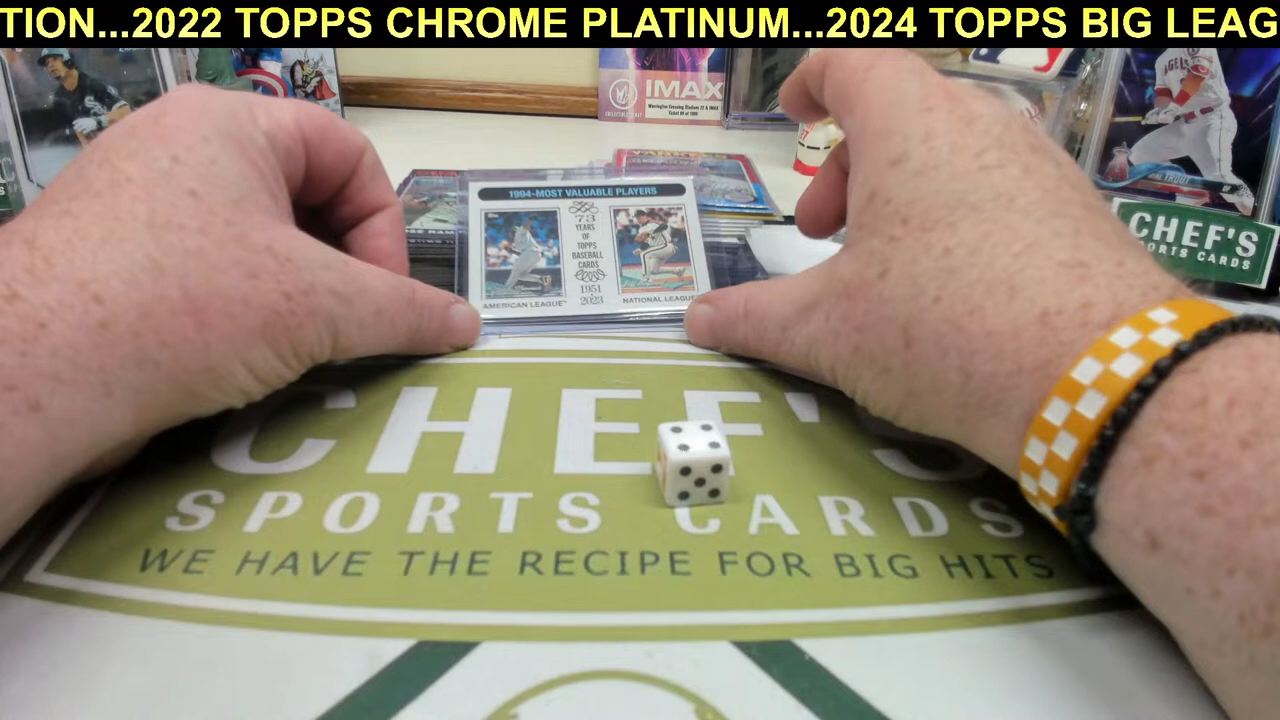 TION...2022 TOPPS CHROME PLATINUM...2024 TOPPS BIG LEAG
IMAX
ANGELS
TROUT
CHEF'S
SPORTS CARDS
1994-MOST VALUABLE PLAYERS
73
YEARS
OF
TOPPS
BASEBALL
CARDS
1951
2023
AMERICAN LEAGUE
NATIONAL LEAGUE
CHEF'S
SPORTS CARDS
WE HAVE THE RECIPE FOR BIG HITS